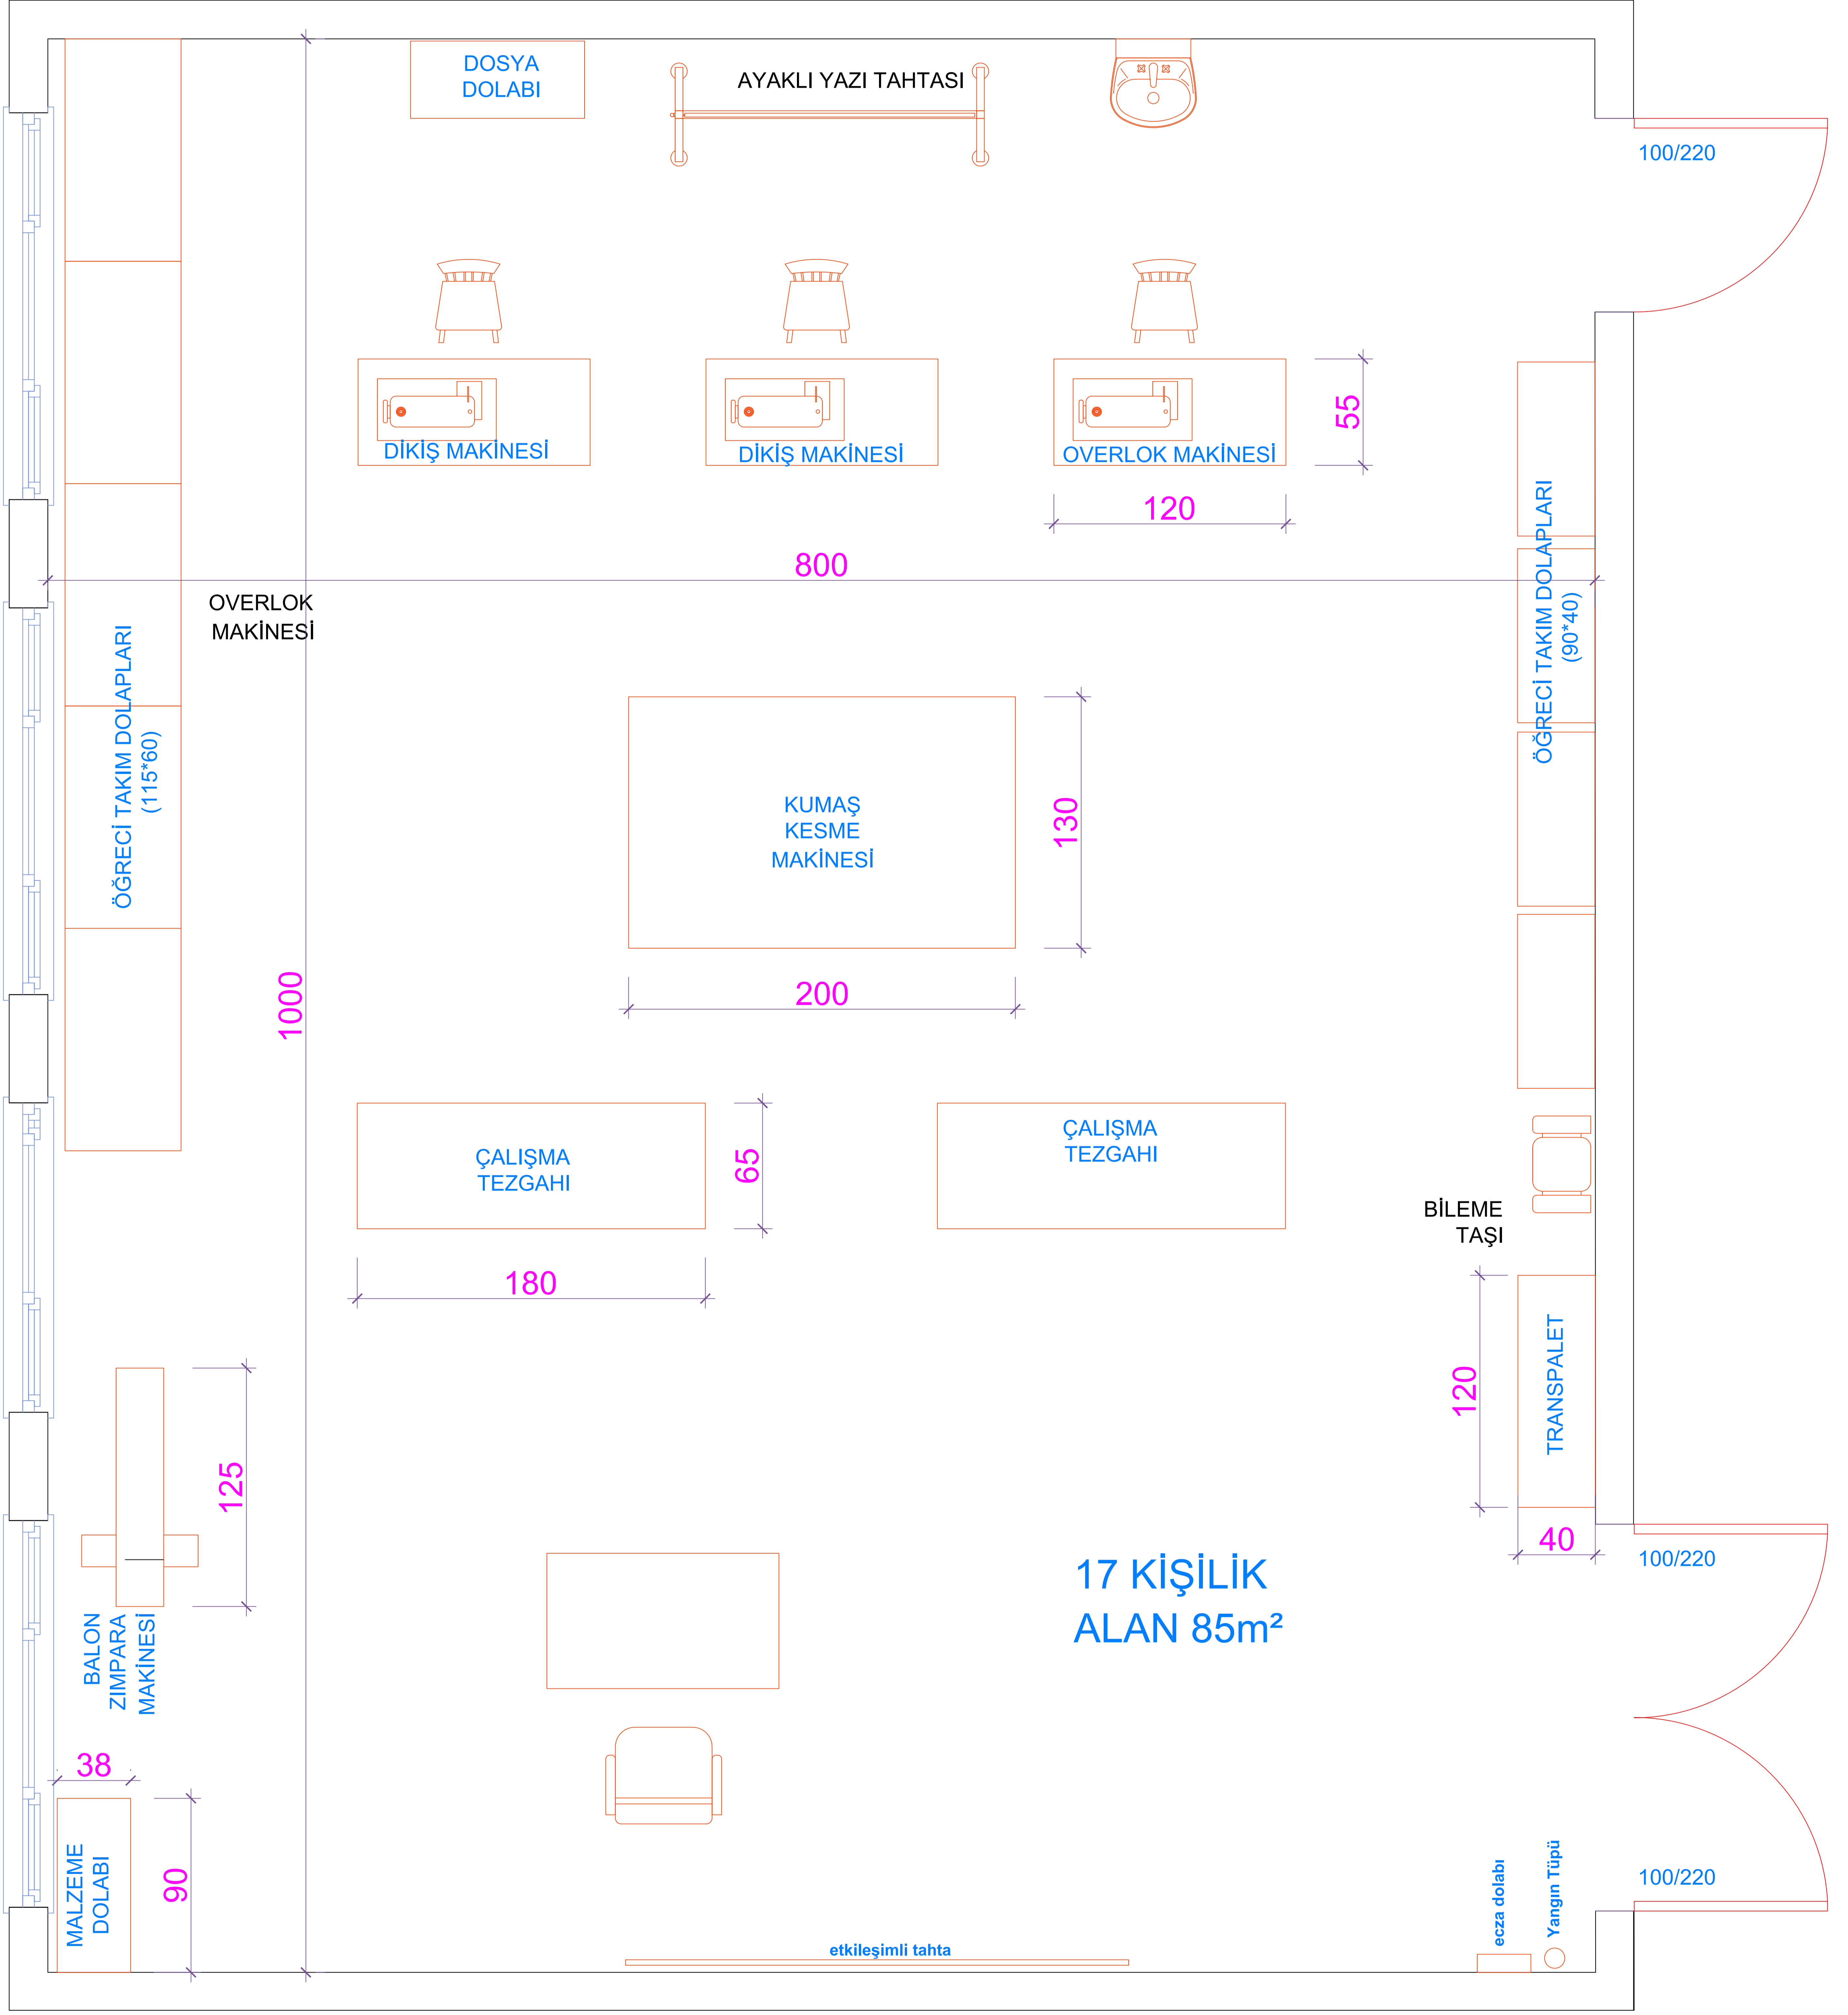 DOSYA
DOLABI
AYAKLI YAZI TAHTASI
100/220
DİKİŞ MAKİNESİ
DİKİŞ MAKİNESİ
OVERLOK MAKİNESİ
55
120
800
OVERLOK
MAKİNESİ
ÖĞRECİ TAKIM DOLAPLARI
(90*40)
ÖĞRECİ TAKIM DOLAPLARI
(115*60)
KUMAŞ
KESME
MAKİNESİ
130
200
1000
ÇALIŞMA
TEZGAHI
65
180
ÇALIŞMA
TEZGAHI
BİLEME
TAŞI
TRANSPALET
120
40
125
BALON
ZIMPARA
MAKİNESİ
17 KİŞİLİK
ALAN 85m²
100/220
38
MALZEME
DOLABI
90
etkileşimli tahta
ecza dolabı
Yangın Tüpü
100/220